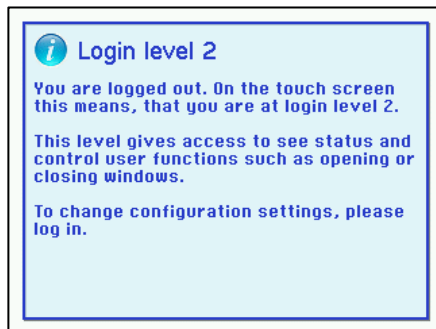 Login level 2
You are logged out. On the touch screen
this means, that you are at login level 2.
This level gives access to see status and
control user functions such as opening or
closing windows.
To change configuration settings, please
log in.